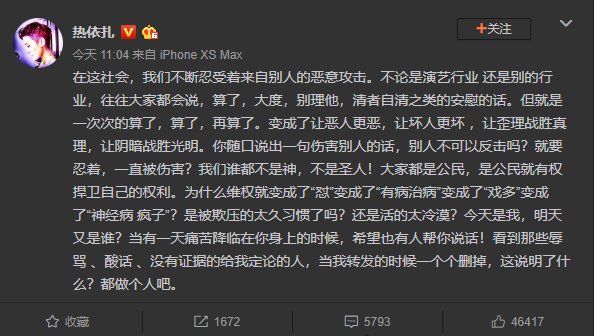 热依扎
+关注
今天 11:04 来自 iPhone XS Max
在这社会，我们不断忍受着来自别人的恶意攻击。不论是演艺行业 还是别的行
业，往往大家都会说，算了，大度，别理他，清者自清之类的安慰的话。但就是
一次次的算了，算了，再算了。变成了让恶人更恶，让坏人更坏 ，让歪理战胜真
理，让阴暗战胜光明。你随口说出一句伤害别人的话，别人不可以反击吗？就要
忍着，一直被伤害？我们谁都不是神，不是圣人！大家都是公民，是公民就有权
捍卫自己的权利。为什么维权就变成了“怼”变成了“有病治病”变成了“戏多”变成
了“神经病 疯子”？是被欺压的太久习惯了吗？还是活的太冷漠？今天是我，明天
又是谁？当有一天痛苦降临在你身上的时候，希望也有人帮你说话！看到那些辱
骂 、酸话 、没有证据的给我定论的人，当我转发的时候一个个删掉，这说明了什
么？都做个人吧。
收藏
1672
5793
46417